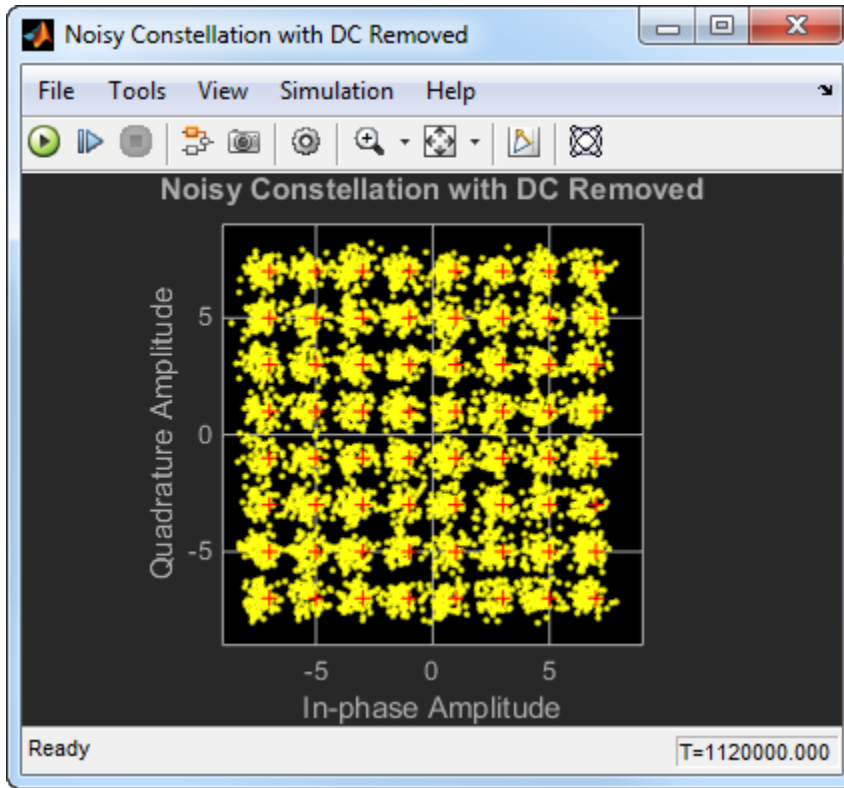 Noisy Constellation with DC Removed
File Tools View Simulation Help
Noisy Constellation with DC Removed
Quadrature Amplitude
5
0
-5
-5 0 5
In-phase Amplitude
Ready T=1120000.000